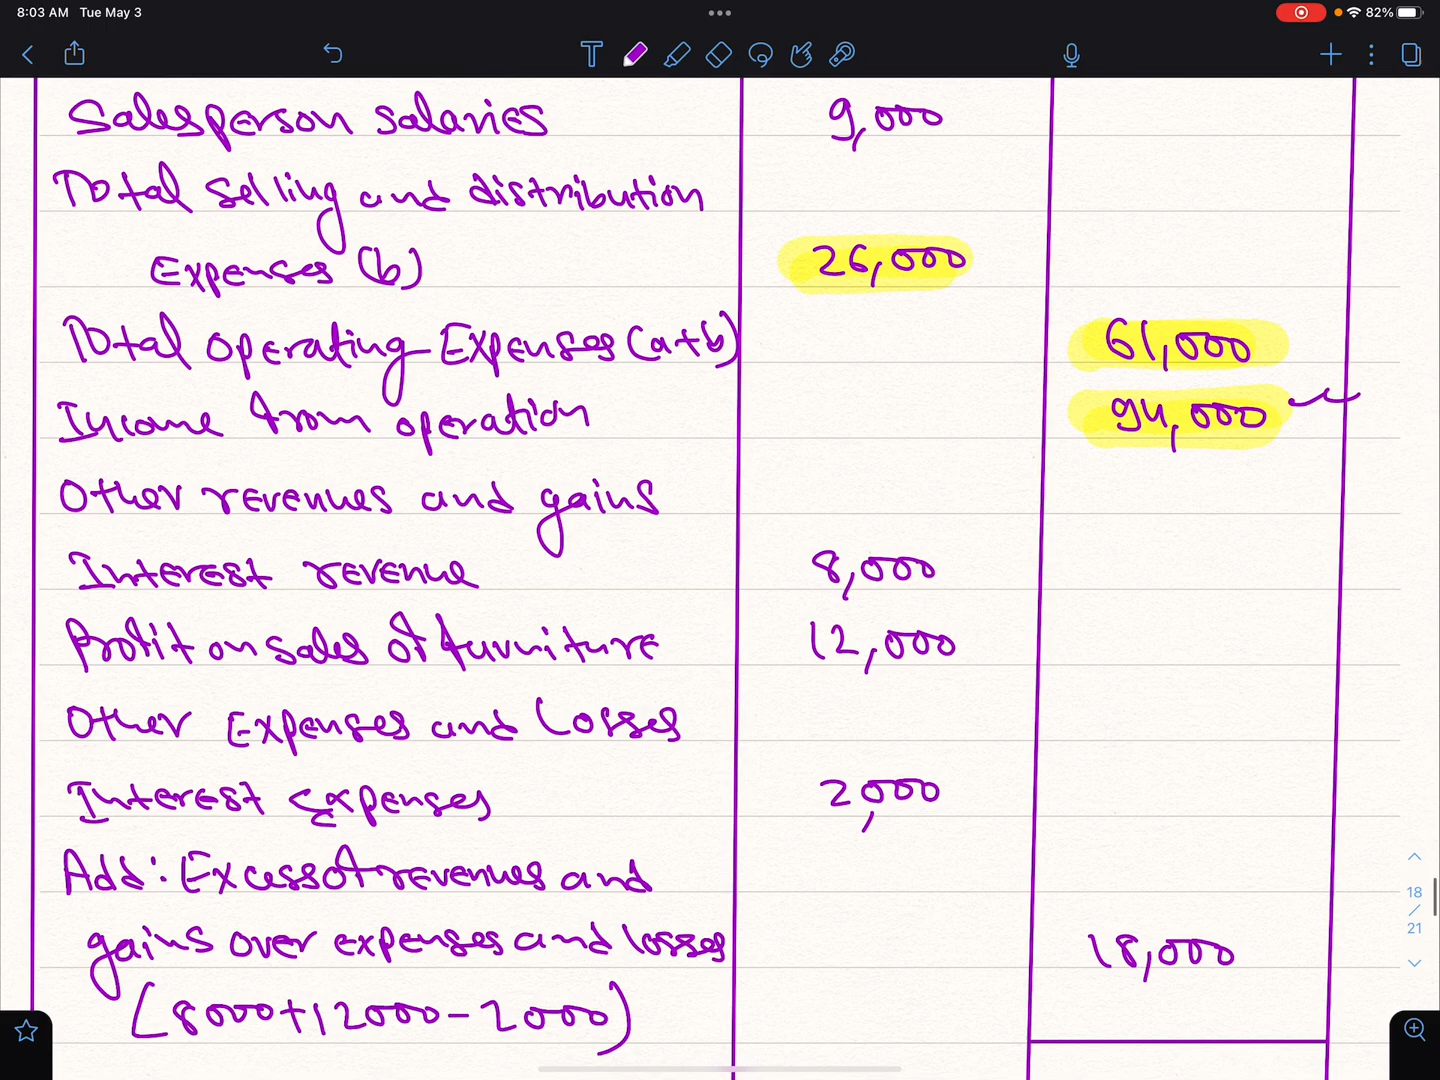 8:03 AM Tue May 3
82%
Salesperson salaries 9,000
Total selling and distribution
Expenses (b) 26,000
Total operating Expenses (a+b) 61,000
Income from operation 94,000
Other revenues and gains
Interest revenue 8,000
Profit on sales of furniture 12,000
Other Expenses and Losses
Interest expenses 2,000
Add: Excess of revenues and
gains over expenses and losses 18,000
(8000+12000-2000)
18
/
21